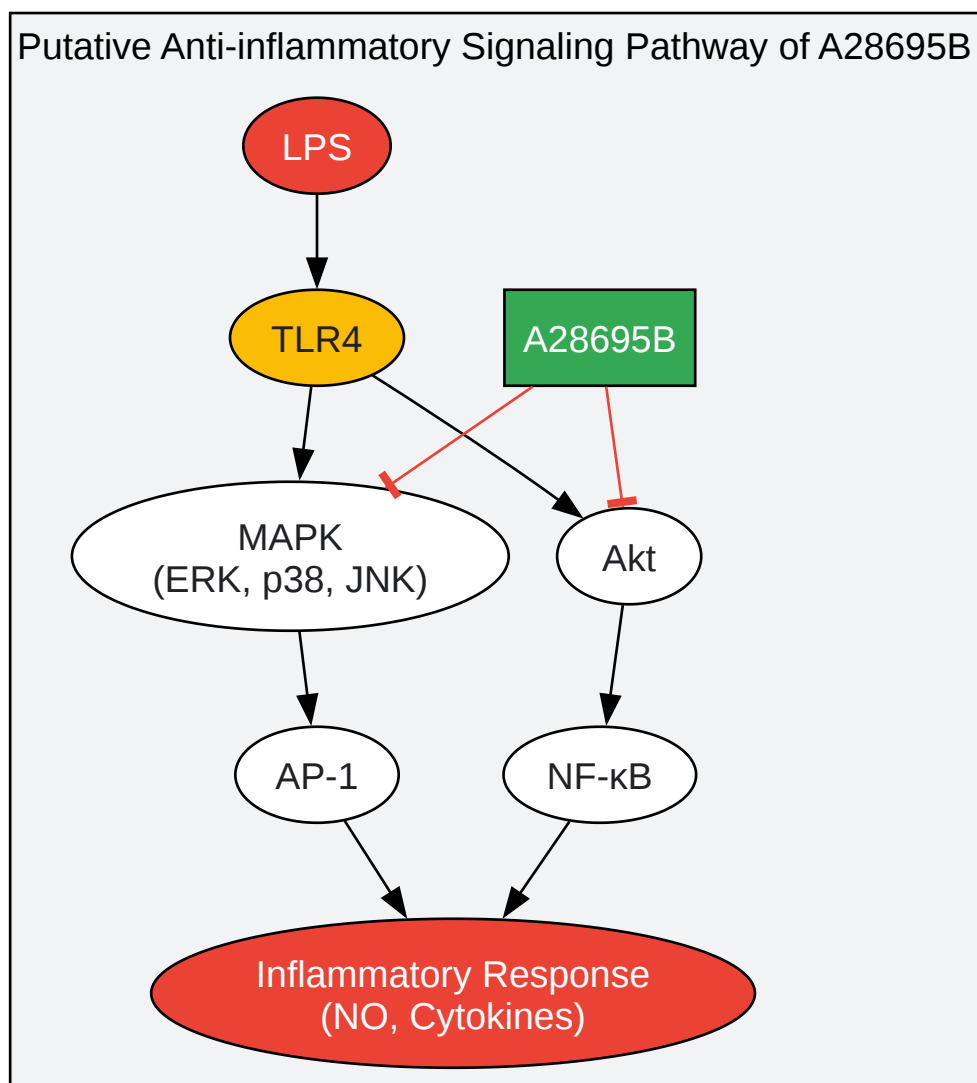 Putative Anti-inflammatory Signaling Pathway of A28695B
LPS
TLR4
A28695B
MAPK
(ERK, p38, JNK)
Akt
AP-1
NF-κB
Inflammatory Response
(NO, Cytokines)